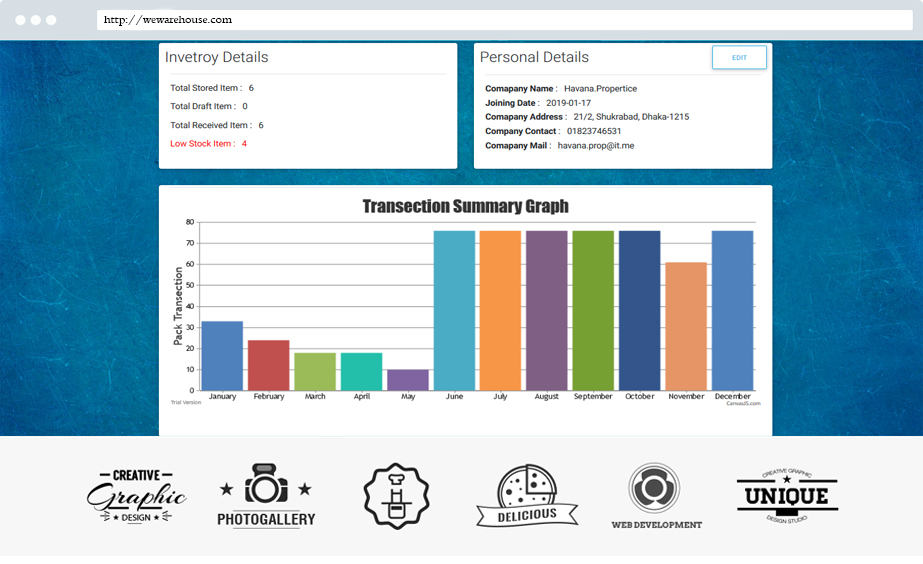 http://wewarehouse.com
Invetroy Details
Total Stored Item : 6
Total Draft Item : 0
Total Received Item : 6
Low Stock Item : 4
Personal Details
EDIT
Comapany Name : Havana.Propertice
Joining Date : 2019-01-17
Comapany Address : 21/2, Shukrabad, Dhaka-1215
Company Contact : 01823746531
Comapany Mail : havana.prop@it.me
Transection Summary Graph
Pack Transection
80
70
60
50
40
30
20
10
0
January February March April May June July August September October November December
Trial Version
CanvasJS.com
CREATIVE
Graphic
DESIGN
PHOTOGALLERY
DELICIOUS
WEB DEVELOPMENT
CREATIVE GRAPHIC
UNIQUE
DESIGN STUDIO